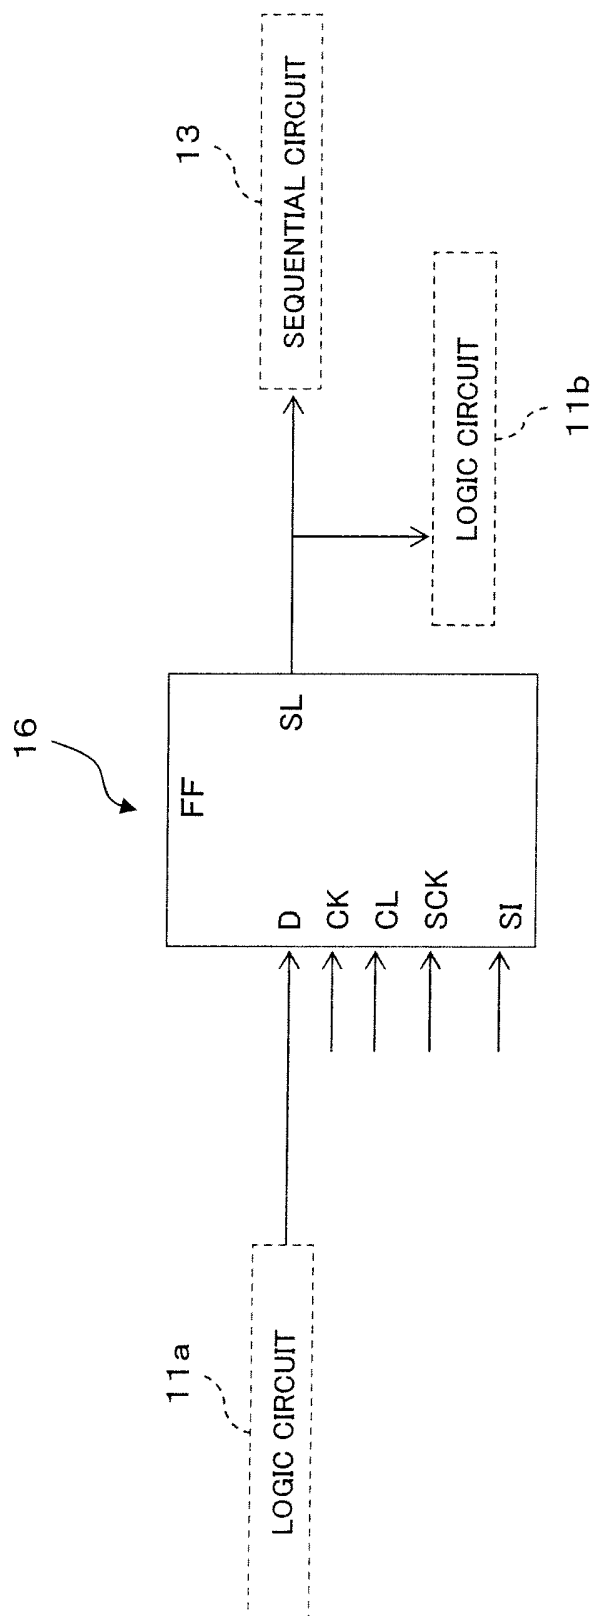 16
FF
D
CK
CL
SCK
SI
SL
11a
LOGIC CIRCUIT
13
SEQUENTIAL CIRCUIT
LOGIC CIRCUIT
11b